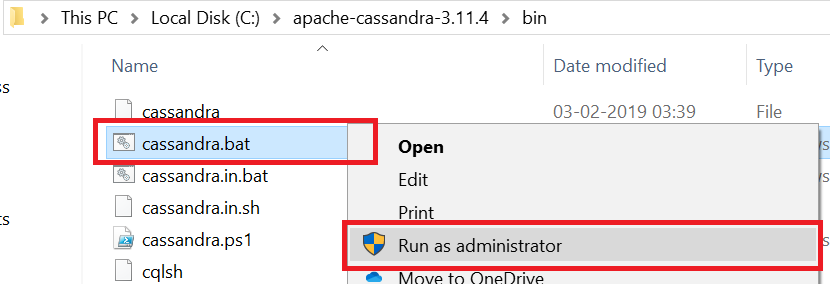 This PC > Local Disk (C:) > apache-cassandra-3.11.4 > bin
Name Date modified Type
cassandra 03-02-2019 03:39 File
cassandra.bat
Open
Edit
cassandra.in.bat
Print
cassandra.in.sh
cassandra.ps1 Run as administrator
cqlsh Move to OneDrive